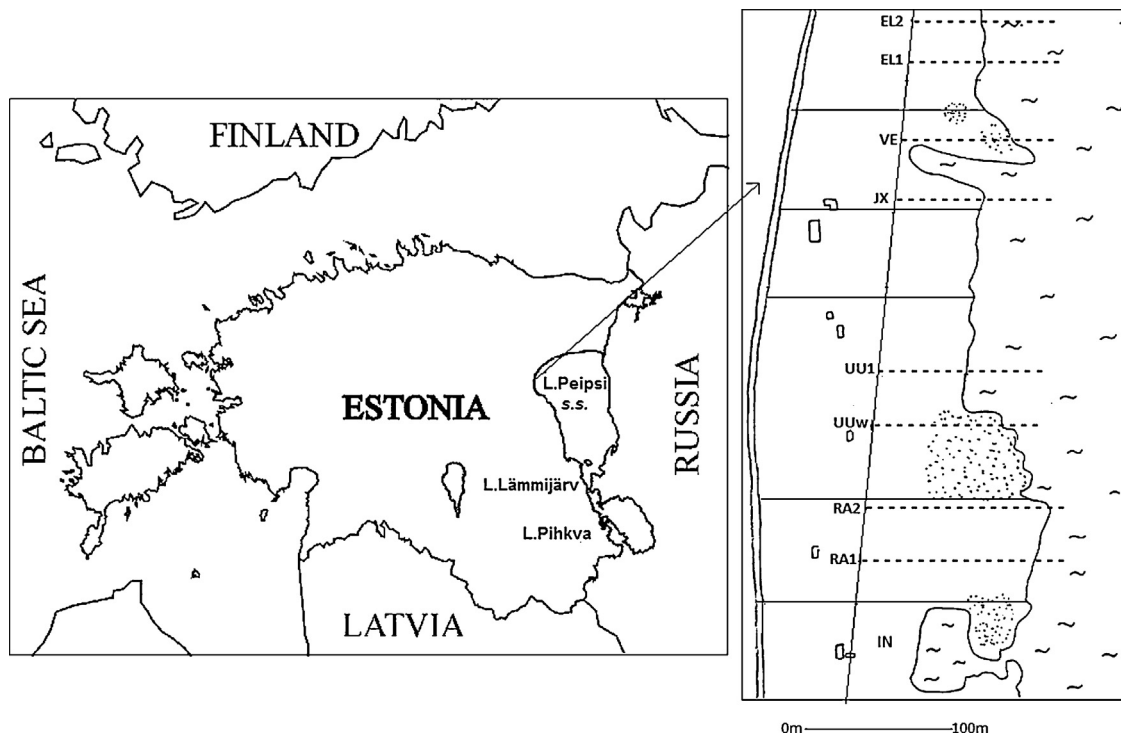 FINLAND
BALTIC SEA
ESTONIA
L.Peipsi
s.s.
L.Lämmijärv
L.Pihkva
RUSSIA
LATVIA
EL2
EL1
VE
JX
UU1
UUw
RA2
RA1
IN
0m
100m